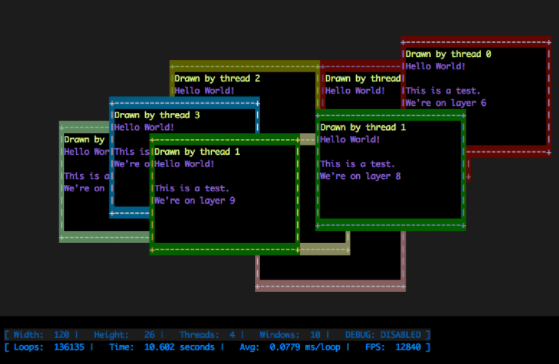 Drawn by thread 0
Hello World!
This is a test.
We're on layer 6
Drawn by thread 2
Hello World!
Drawn by thread
Hello World!
Drawn by thread 3
Hello World!
This is
We're
Drawn by
Hello Wor
This is a
We're on
Drawn by thread 1
Hello World!
This is a test.
We're on layer 9
Drawn by thread 1
Hello World!
This is a test.
We're on layer 8
[ Width: 120 | Height: 26 | Threads: 4 | Windows: 10 | DEBUG: DISABLED ]
[ Loops: 136135 | Time: 10.602 seconds | Avg: 0.0779 ms/loop | FPS: 12840 ]